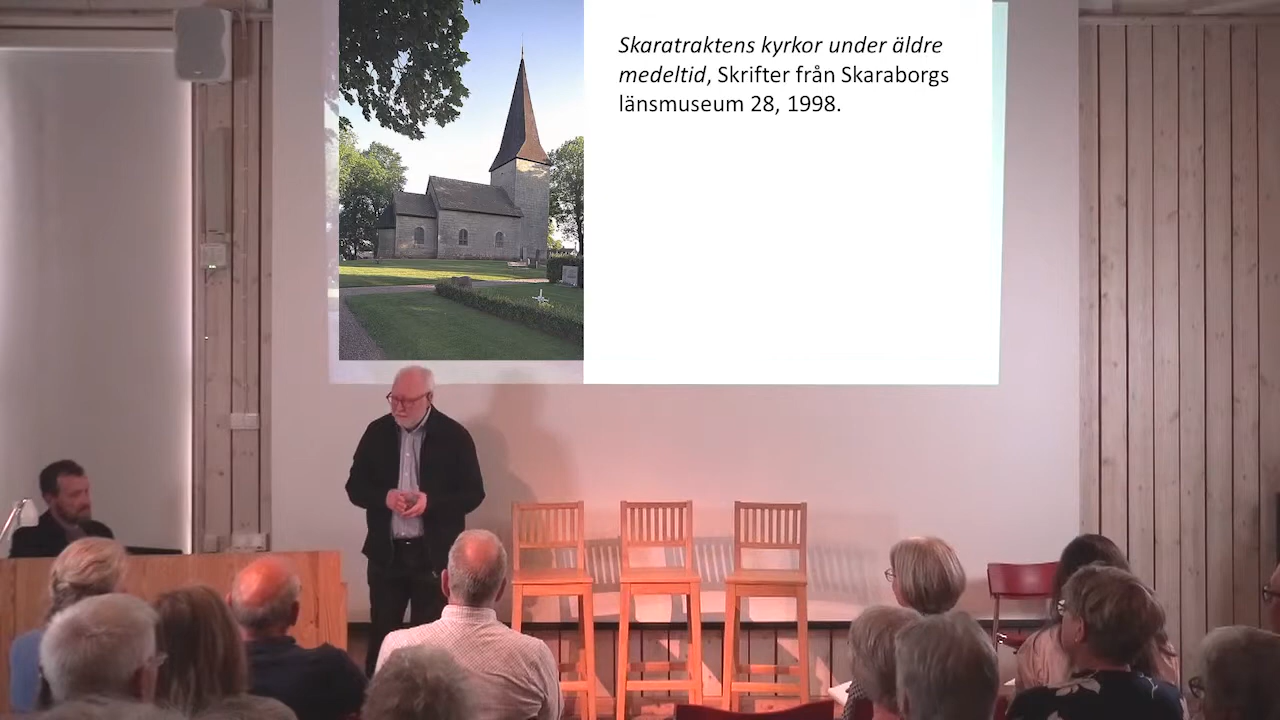 Skaratraktens kyrkor under äldre
medeltid, Skrifter från Skaraborgs
länsmuseum 28, 1998.